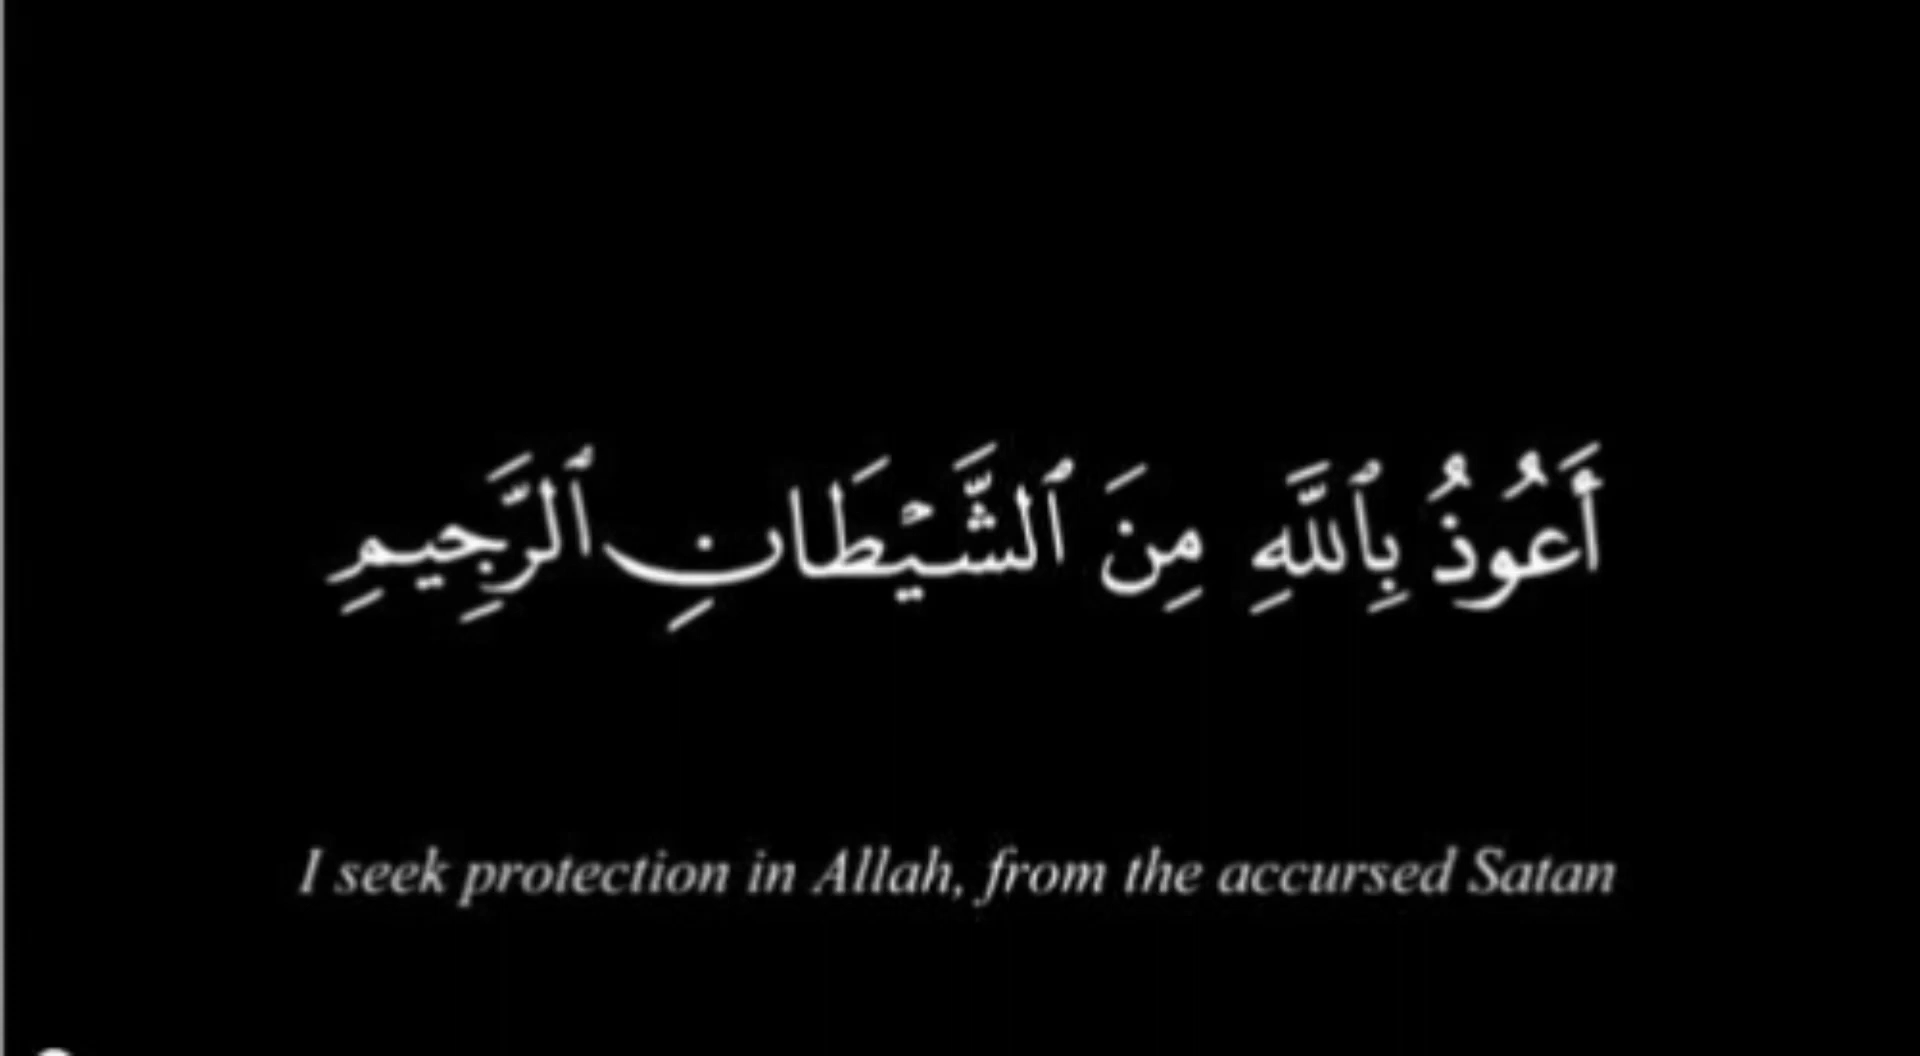 أَعُوذُ بِٱللَّهِ مِنَ ٱلشَّيۡطَانِ ٱلرَّجِيمِ
I seek protection in Allah, from the accursed Satan